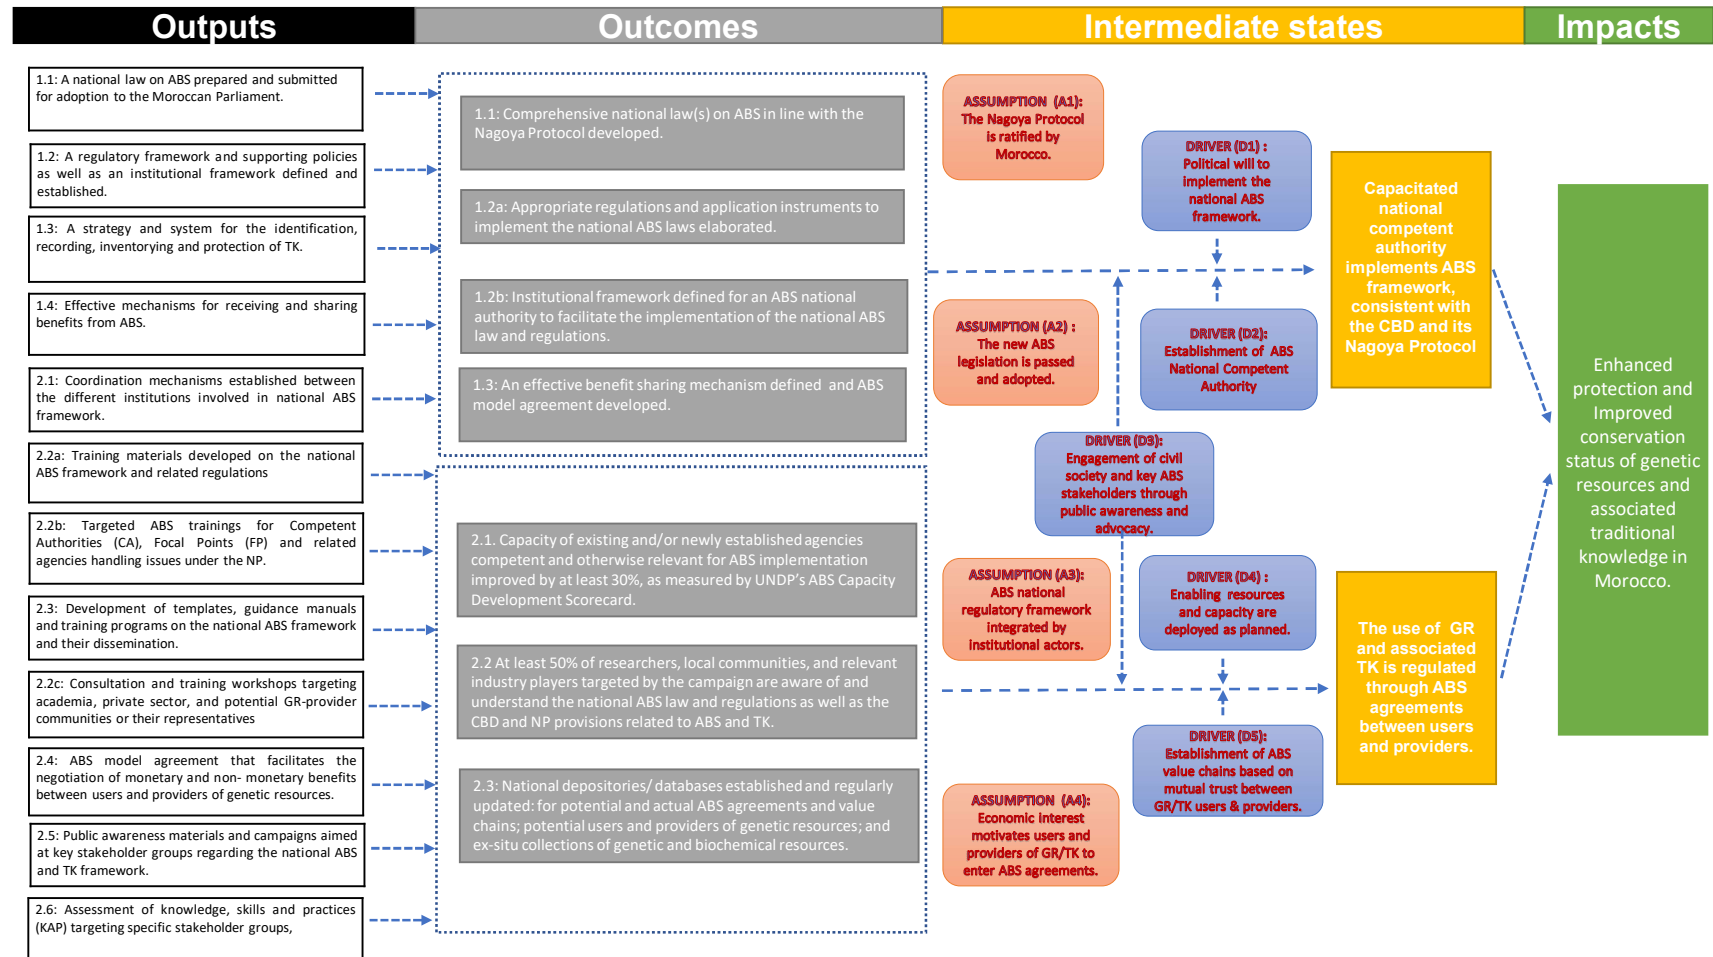 Outputs
Outcomes
Intermediate states
Impacts
1.1: A national law on ABS prepared and submitted
for adoption to the Moroccan Parliament.
1.2: A regulatory framework and supporting policies
as well as an institutional framework defined and
established.
1.3: A strategy and system for the identification,
recording, inventorying and protection of TK.
1.4: Effective mechanisms for receiving and sharing
benefits from ABS.
2.1: Coordination mechanisms established between
the different institutions involved in national ABS
framework.
2.2a: Training materials developed on the national
ABS framework and related regulations
2.2b: Targeted ABS trainings for Competent
Authorities (CA), Focal Points (FP) and related
agencies handling issues under the NP.
2.3: Development of templates, guidance manuals
and training programs on the national ABS framework
and their dissemination.
2.2c: Consultation and training workshops targeting
academia, private sector, and potential GR-provider
communities or their representatives
2.4: ABS model agreement that facilitates the
negotiation of monetary and non- monetary benefits
between users and providers of genetic resources.
2.5: Public awareness materials and campaigns aimed
at key stakeholder groups regarding the national ABS
and TK framework.
2.6: Assessment of knowledge, skills and practices
(KAP) targeting specific stakeholder groups,
1.1: Comprehensive national law(s) on ABS in line with the
Nagoya Protocol developed.
1.2a: Appropriate regulations and application instruments to
implement the national ABS laws elaborated.
1.2b: Institutional framework defined for an ABS national
authority to facilitate the implementation of the national ABS
law and regulations.
1.3: An effective benefit sharing mechanism defined and ABS
model agreement developed.
2.1. Capacity of existing and/or newly established agencies
competent and otherwise relevant for ABS implementation
improved by at least 30%, as measured by UNDP's ABS Capacity
Development Scorecard.
2.2 At least 50% of researchers, local communities, and relevant
industry players targeted by the campaign are aware of and
understand the national ABS law and regulations as well as the
CBD and NP provisions related to ABS and TK.
2.3: National depositories/ databases established and regularly
updated: for potential and actual ABS agreements and value
chains; potential users and providers of genetic resources; and
ex-situ collections of genetic and biochemical resources.
ASSUMPTION (A1):
The Nagoya Protocol
is ratified by
Morocco.
DRIVER (D1) :
Political will to
implement the
national ABS
framework.
ASSUMPTION (A2) :
The new ABS
legislation is passed
and adopted.
DRIVER (D2):
Establishment of ABS
National Competent
Authority
DRIVER (D3):
Engagement of civil
society and key ABS
stakeholders through
public awareness and
advocacy.
ASSUMPTION (A3):
ABS national
regulatory framework
integrated by
institutional actors.
DRIVER (D4) :
Enabling resources
and capacity are
deployed as planned.
DRIVER (D5):
Establishment of ABS
value chains based on
mutual trust between
GR/TK users & providers.
ASSUMPTION (A4):
Economic interest
motivates users and
providers of GR/TK to
enter ABS agreements.
Capacitated
national
competent
authority
implements ABS
framework,
consistent with
the CBD and its
Nagoya Protocol
The use of GR
and associated
TK is regulated
through ABS
agreements
between users
and providers.
Enhanced
protection and
Improved
conservation
status of genetic
resources and
associated
traditional
knowledge in
Morocco.